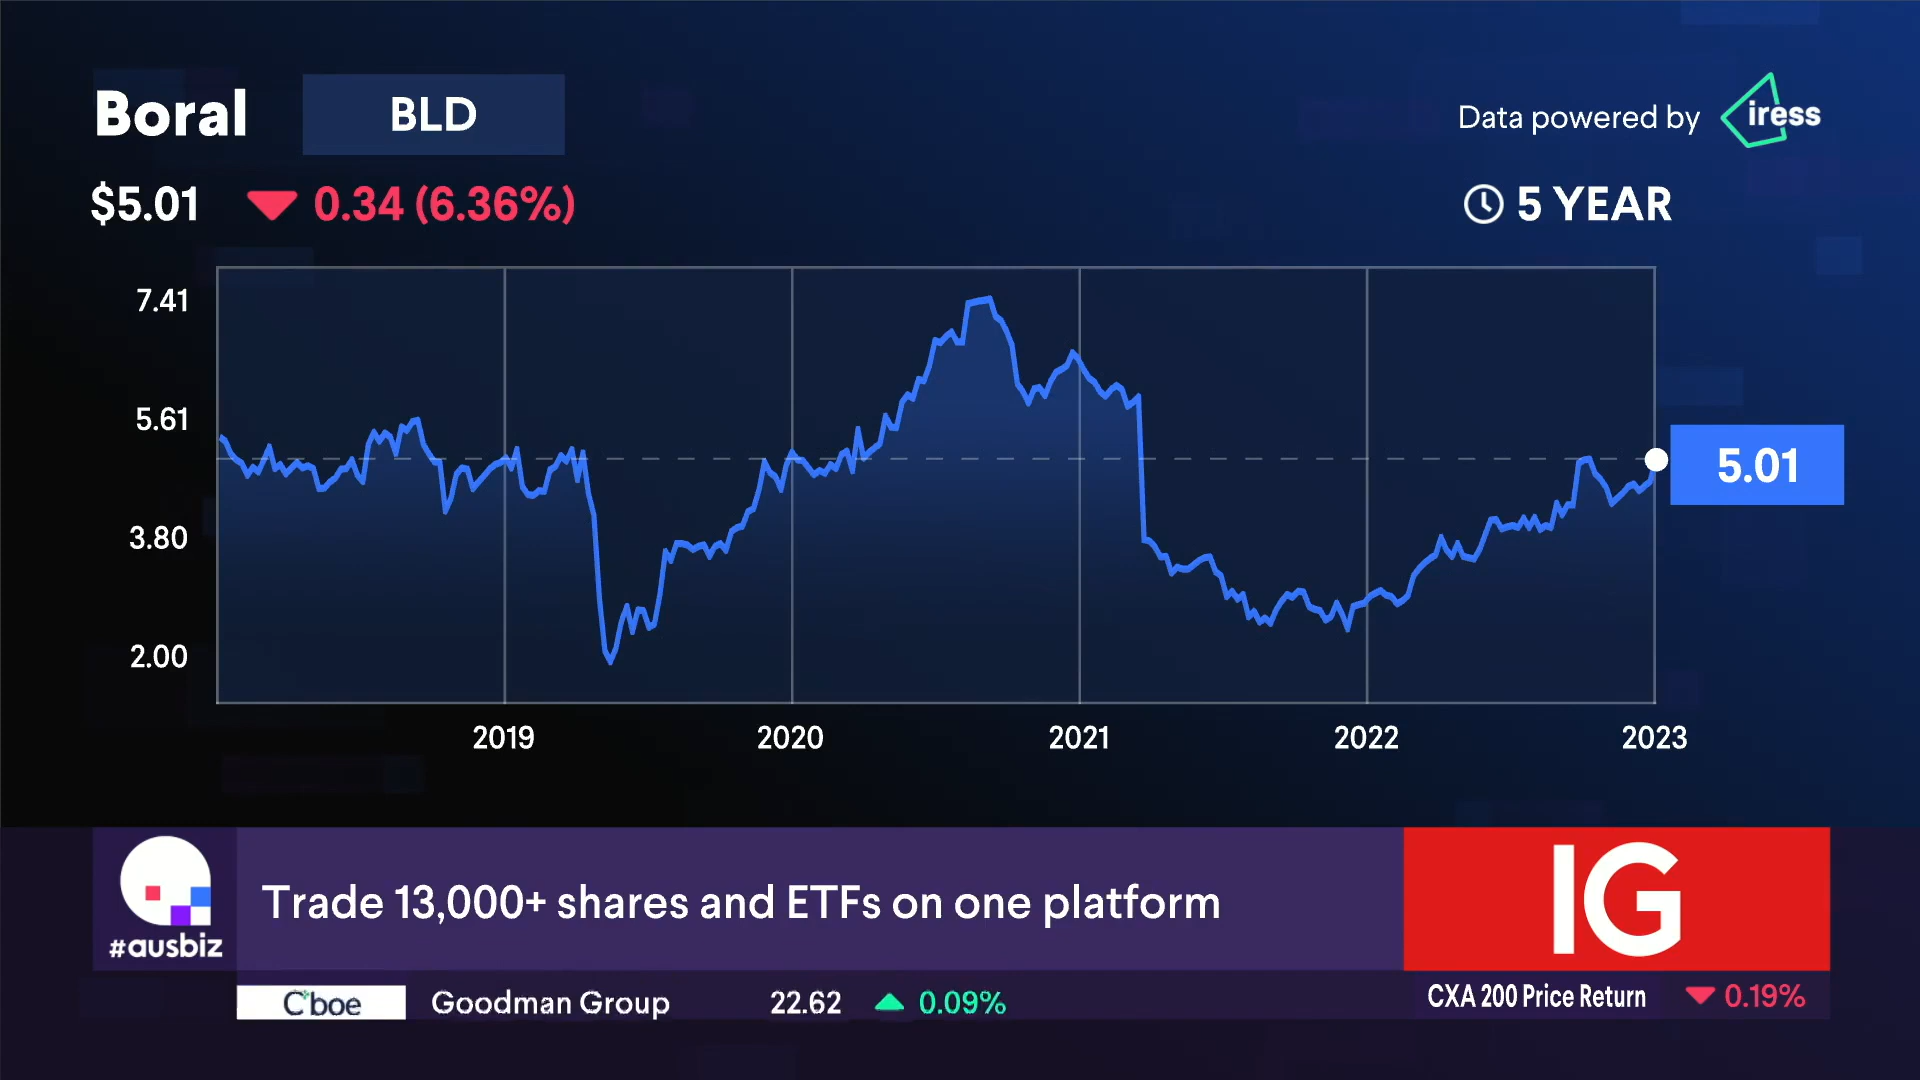 Boral
BLD
Data powered by iress
$5.01
0.34 (6.36%)
5 YEAR
7.41
5.61
3.80
2.00
5.01
2019
2020
2021
2022
2023
#ausbiz
Trade 13,000+ shares and ETFs on one platform
IG
Cboe
Goodman Group
22.62
0.09%
CXA 200 Price Return
0.19%